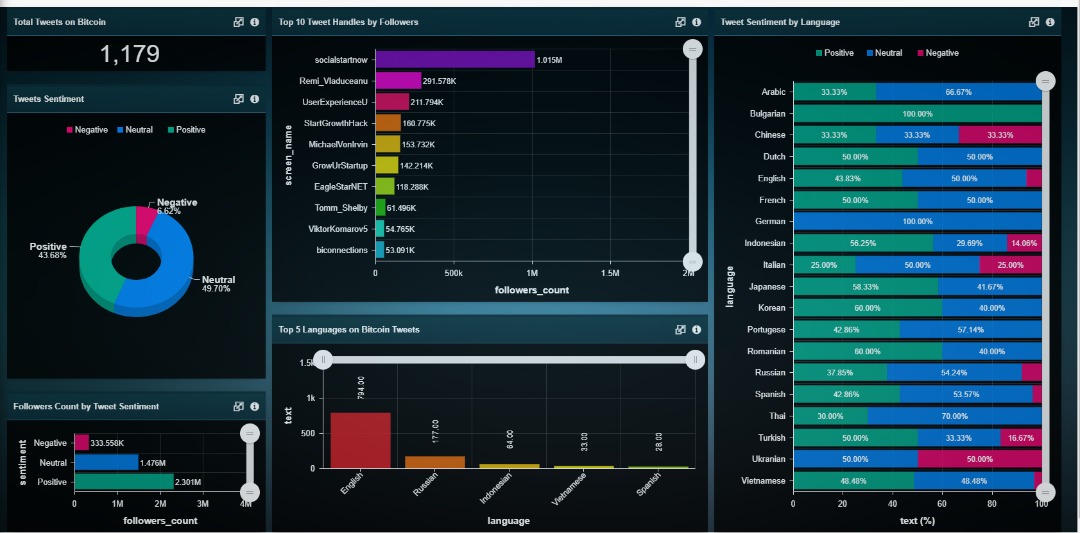 Total Tweets on Bitcoin
1,179
Tweets Sentiment
Negative Neutral Positive
Negative
6.62%
Positive
43.68%
Neutral
49.70%
Followers Count by Tweet Sentiment
sentiment
Negative 333.558K
Neutral 1.476M
Positive 2.301M
0 1M 2M 3M 4M
followers_count
Top 10 Tweet Handles by Followers
screen_name
socialstartnow 1.015M
Remi_Vladuceanu 291.578K
UserExperienceU 211.794K
StartGrowthHack 160.775K
MichaelVonIrvin 153.732K
GrowUrStartup 142.214K
EagleStarNET 118.288K
Tomm_Shelby 61.496K
ViktorKomarov5 54.765K
biconnections 53.091K
0 500k 1M 1.5M 2M
followers_count
Top 5 Languages on Bitcoin Tweets
text
1.5k
1k
500
0
794.00 177.00 64.00 33.00 28.00
English Russian Indonesian Vietnamese Spanish
language
Tweet Sentiment by Language
Positive Neutral Negative
language
Arabic 33.33% 66.67%
Bulgarian 100.00%
Chinese 33.33% 33.33% 33.33%
Dutch 50.00% 50.00%
English 43.83% 50.00%
French 50.00% 50.00%
German 100.00%
Indonesian 56.25% 29.69% 14.06%
Italian 25.00% 50.00% 25.00%
Japanese 58.33% 41.67%
Korean 60.00% 40.00%
Portugese 42.86% 57.14%
Romanian 60.00% 40.00%
Russian 37.85% 54.24%
Spanish 42.86% 53.57%
Thai 30.00% 70.00%
Turkish 50.00% 33.33% 16.67%
Ukranian 50.00% 50.00%
Vietnamese 48.48% 48.48%
0 20 40 60 80 100
text (%)